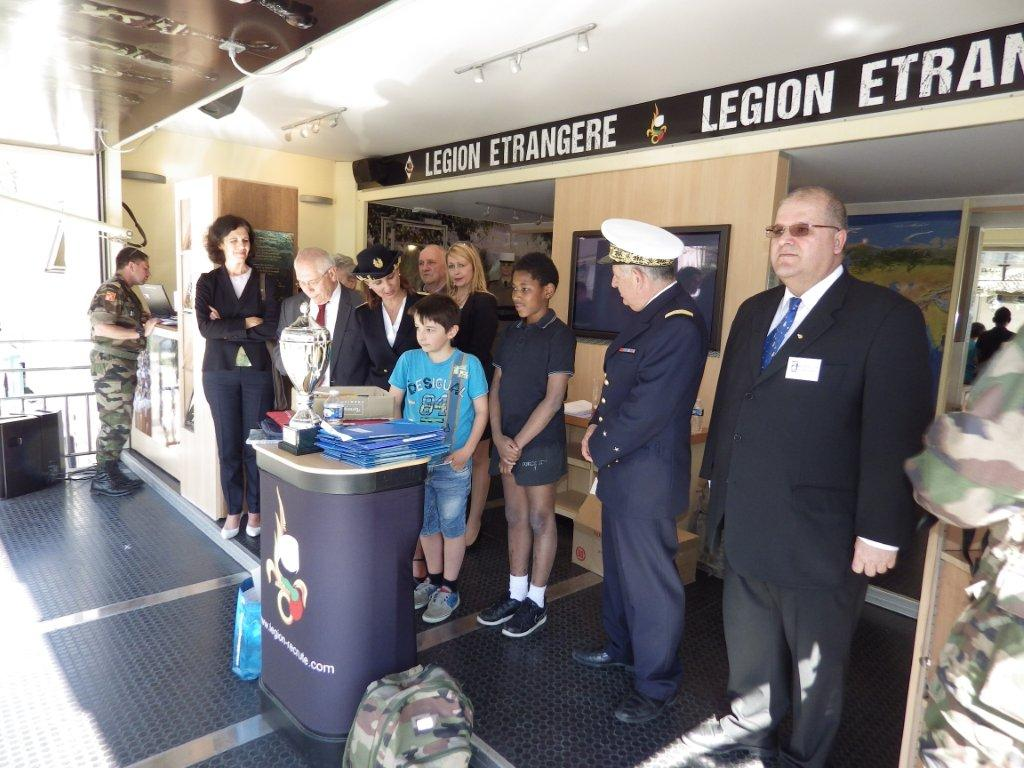 LEGION ETRANGERE
LEGION ETRAN
DESIGUAL
84
www.legion-recrute.com